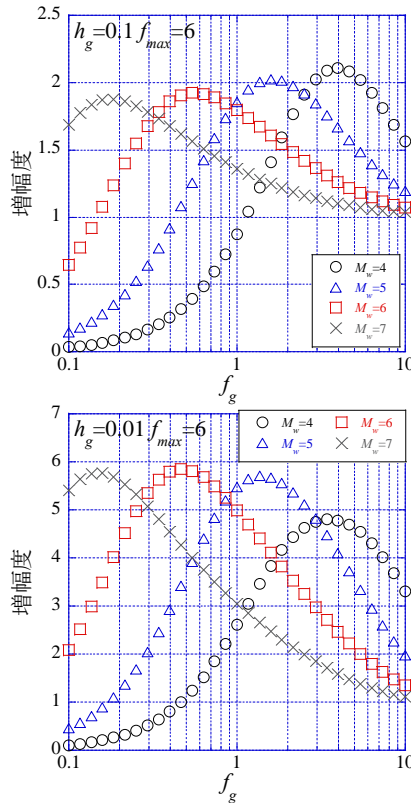 h_g=0.1 f_max=6
2.5
2
1.5
1
0.5
0
増幅度
M_w=4
M_w=5
M_w=6
M_w=7
0.1 1 10
f_g
h_g=0.01 f_max=6
M_w=4 M_w=6
M_w=5 M_w=7
7
6
5
4
3
2
1
0
増幅度
0.1 1 10
f_g